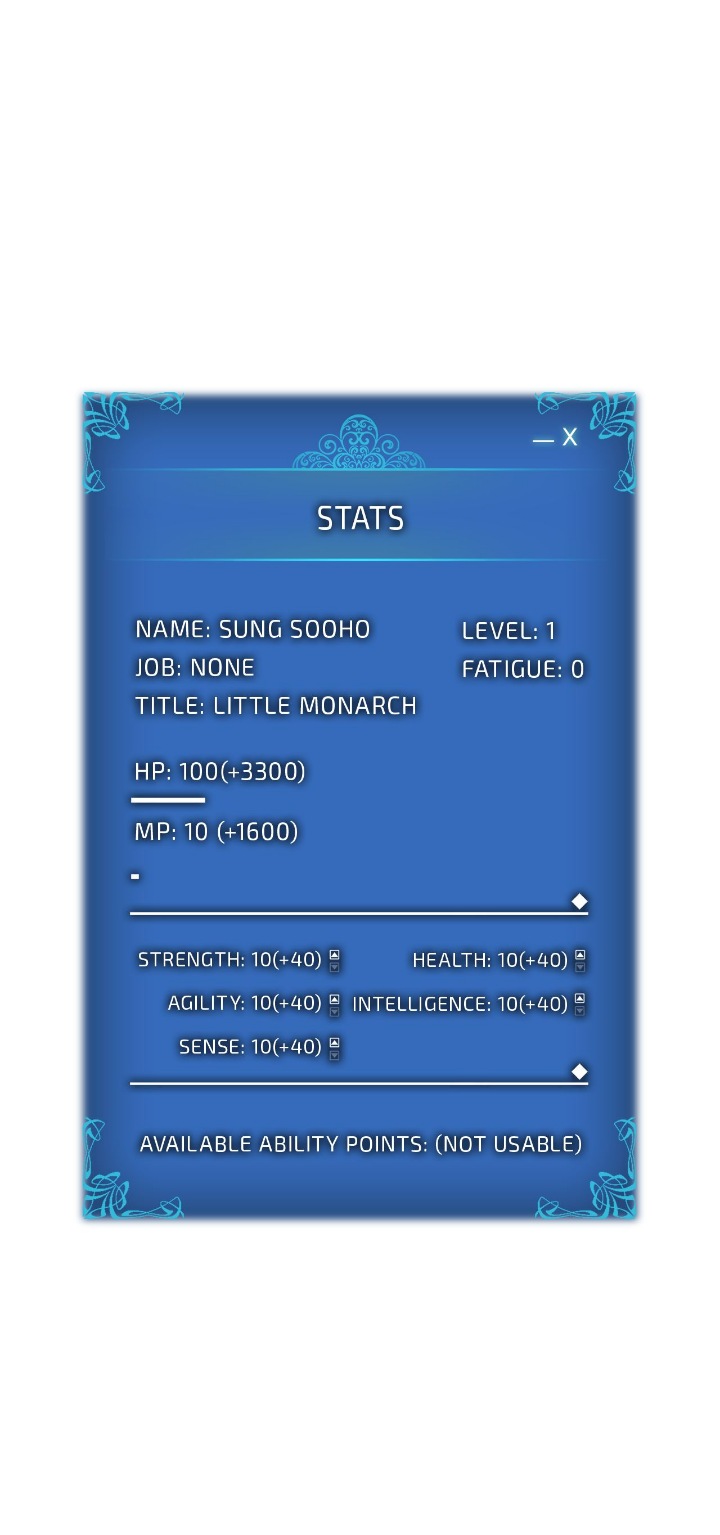 — X
STATS
NAME: SUNG SOOHO
LEVEL: 1
JOB: NONE
FATIGUE: 0
TITLE: LITTLE MONARCH
HP: 100(+3300)
MP: 10 (+1600)
STRENGTH: 10(+40)
HEALTH: 10(+40)
AGILITY: 10(+40)
INTELLIGENCE: 10(+40)
SENSE: 10(+40)
AVAILABLE ABILITY POINTS: (NOT USABLE)